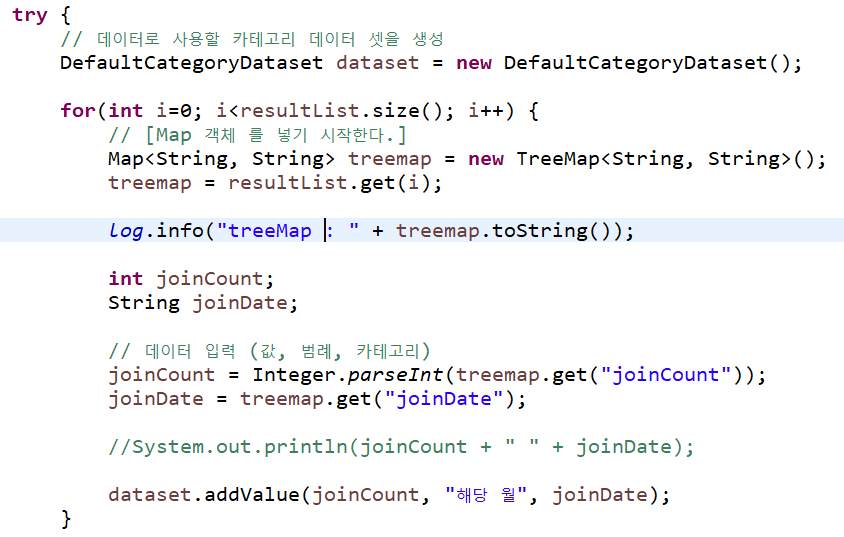 try {
// 데이터로 사용할 카테고리 데이터 셋을 생성
DefaultCategoryDataset dataset = new DefaultCategoryDataset();
for(int i=0; i<resultList.size(); i++) {
// [Map 객체 를 넣기 시작한다.]
Map<String, String> treemap = new TreeMap<String, String>();
treemap = resultList.get(i);
log.info("treeMap : " + treemap.toString());
int joinCount;
String joinDate;
// 데이터 입력 (값, 범례, 카테고리)
joinCount = Integer.parseInt(treemap.get("joinCount"));
joinDate = treemap.get("joinDate");
//System.out.println(joinCount + " " + joinDate);
dataset.addValue(joinCount, "해당 월", joinDate);
}